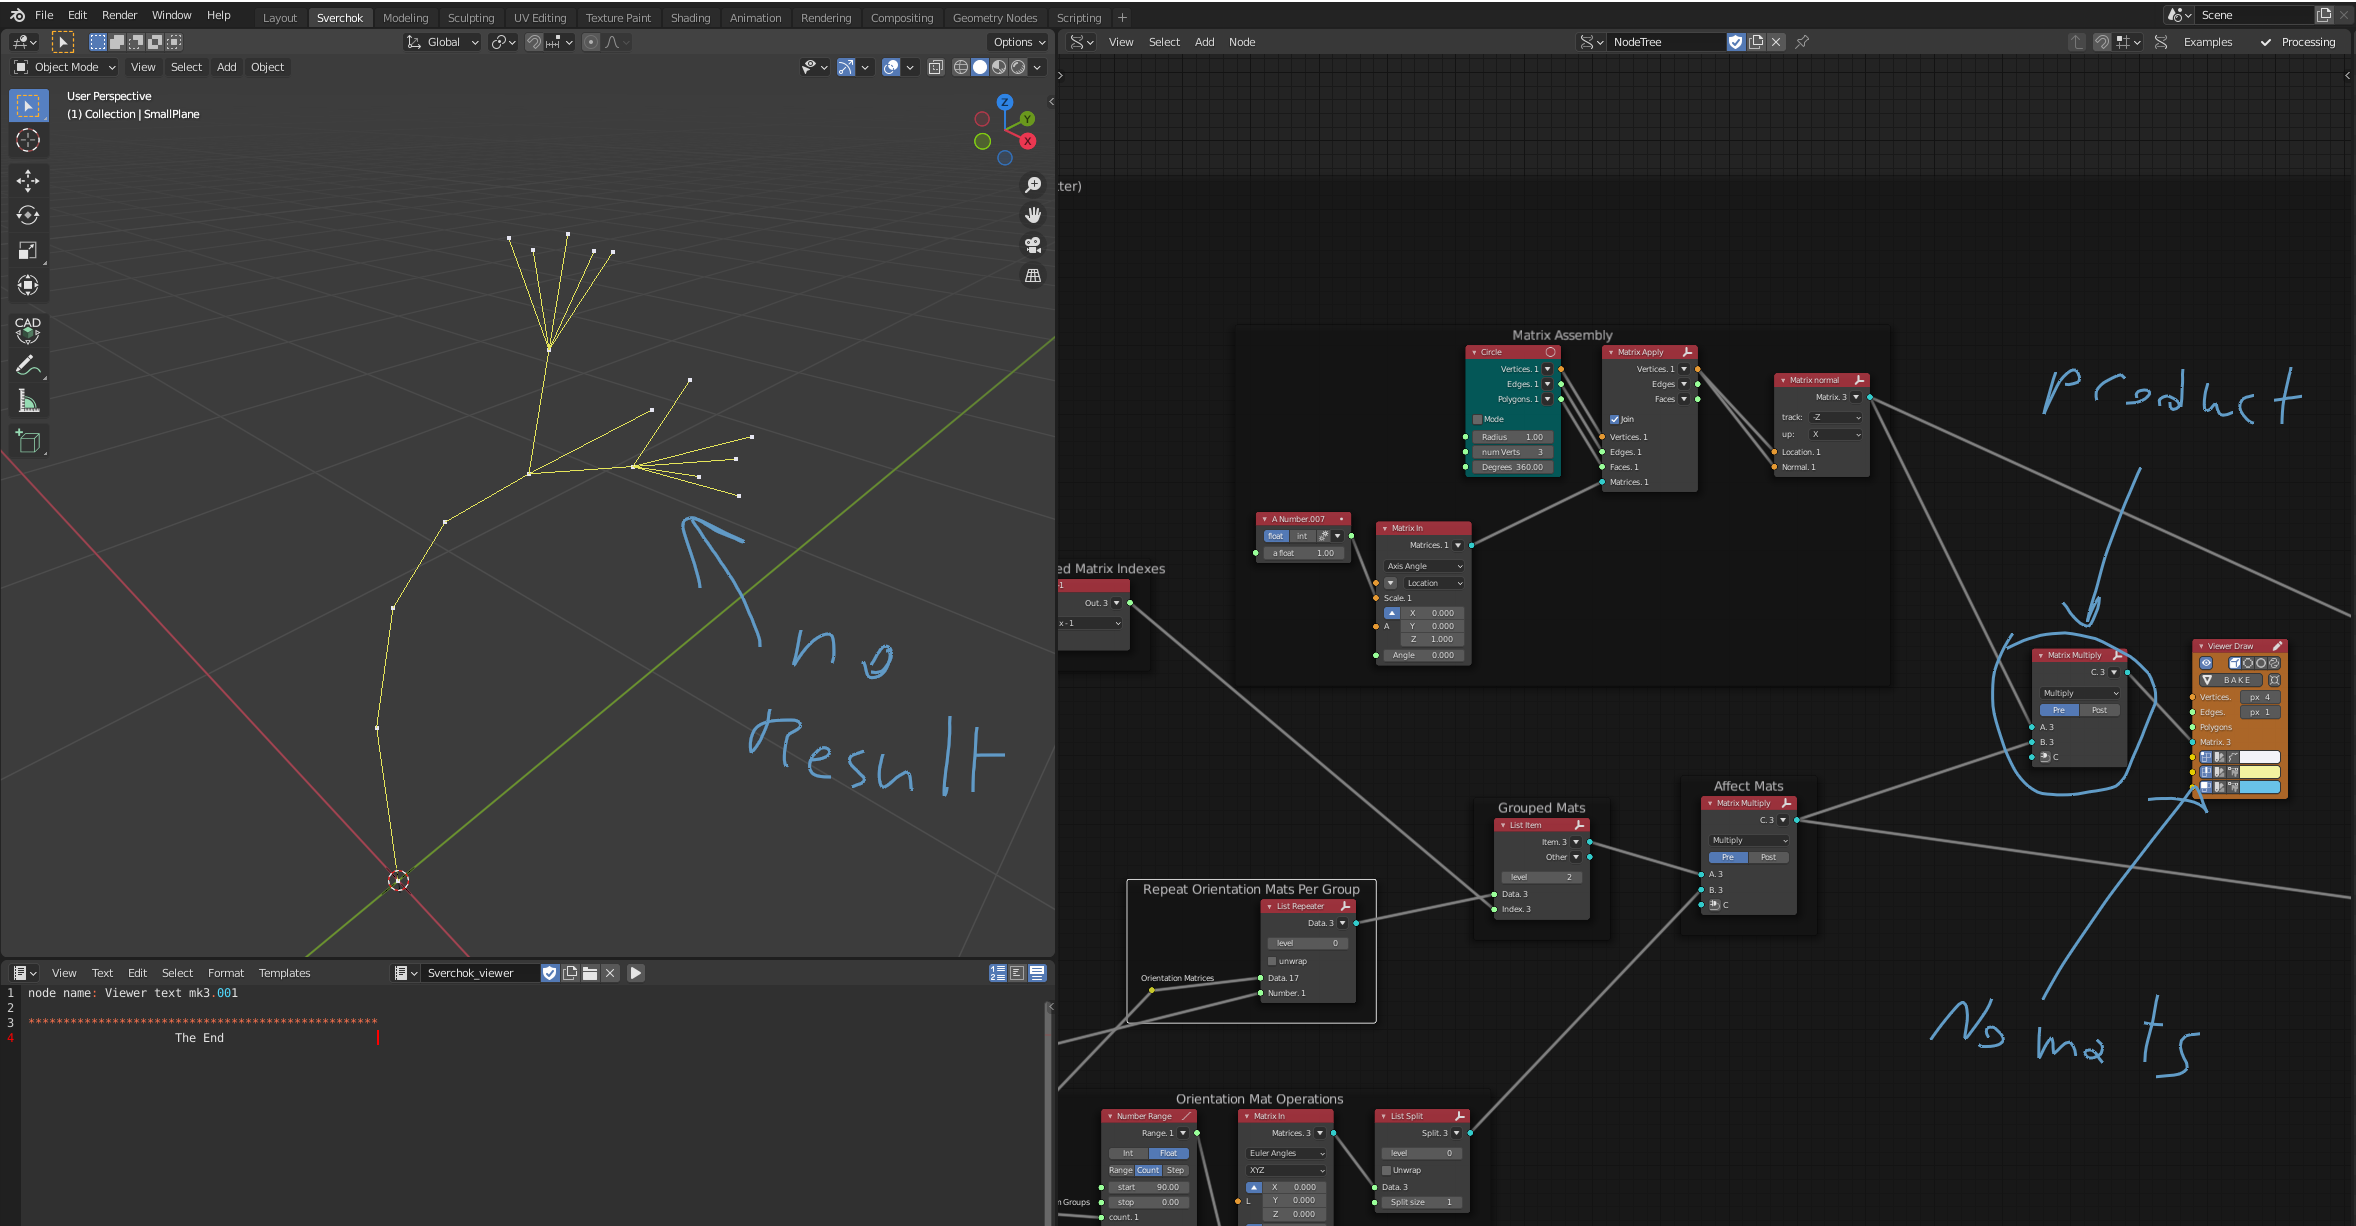 File Edit Render Window Help Layout Sverchok Modeling Sculpting UV Editing Texture Paint Shading Animation Rendering Compositing Geometry Nodes Scripting + Scene
Global Options
View Select Add Node NodeTree Examples Processing
Object Mode View Select Add Object
User Perspective
(1) Collection | SmallPlane
Z
Y
X
CAD
no
Result
tter)
Matrix Assembly
Circle
Vertices. 1
Edges. 1
Polygons. 1
Mode
Radius 1.00
num Verts 3
Degrees 360.00
Matrix Apply
Vertices. 1
Edges
Faces
Join
Vertices. 1
Edges. 1
Faces. 1
Matrices. 1
Matrix normal
Matrix. 3
track: -Z
up: X
Location. 1
Normal. 1
product
A Number.007
float int
a float 1.00
Matrix In
Matrices. 1
Axis Angle
Location
Scale. 1
X 0.000
A Y 0.000
Z 1.000
Angle 0.000
ed Matrix Indexes
-1
Out. 3
x - 1
Matrix Multiply
C. 3
Multiply
Pre Post
A. 3
B. 3
C
Viewer Draw
BAKE
Vertices. px 4
Edges. px 1
Polygons
Matrix. 3
No mats
Grouped Mats
List Item
Item. 3
Other
level 2
Data. 3
Index. 3
Affect Mats
Matrix Multiply
C. 3
Multiply
Pre Post
A. 3
B. 3
C
Repeat Orientation Mats Per Group
List Repeater
Data. 3
level 0
unwrap
Orientation Matrices
Data. 17
Number. 1
Orientation Mat Operations
Number Range
Range. 1
Int Float
Range Count Step
start 90.00
n Groups stop 0.00
count. 1
Matrix In
Matrices. 3
Euler Angles
XYZ
X 0.000
L Y 0.000
Z 0.000
List Split
Split. 3
level 0
Unwrap
Data. 3
Split size 1
View Text Edit Select Format Templates Sverchok_viewer
1 node name: Viewer text mk3.001
2
3 **************************************************
4 The End